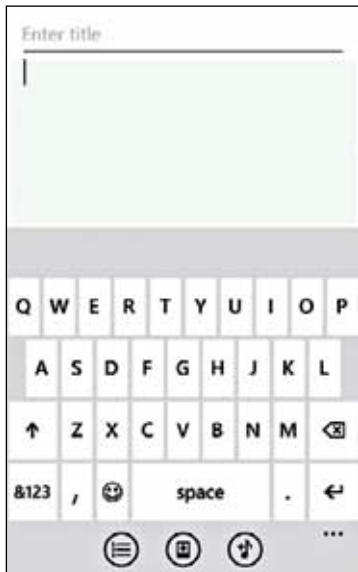 Enter title
Q W E R T Y U I O P
A S D F G H J K L
Z X C V B N M
&123 , space .
...